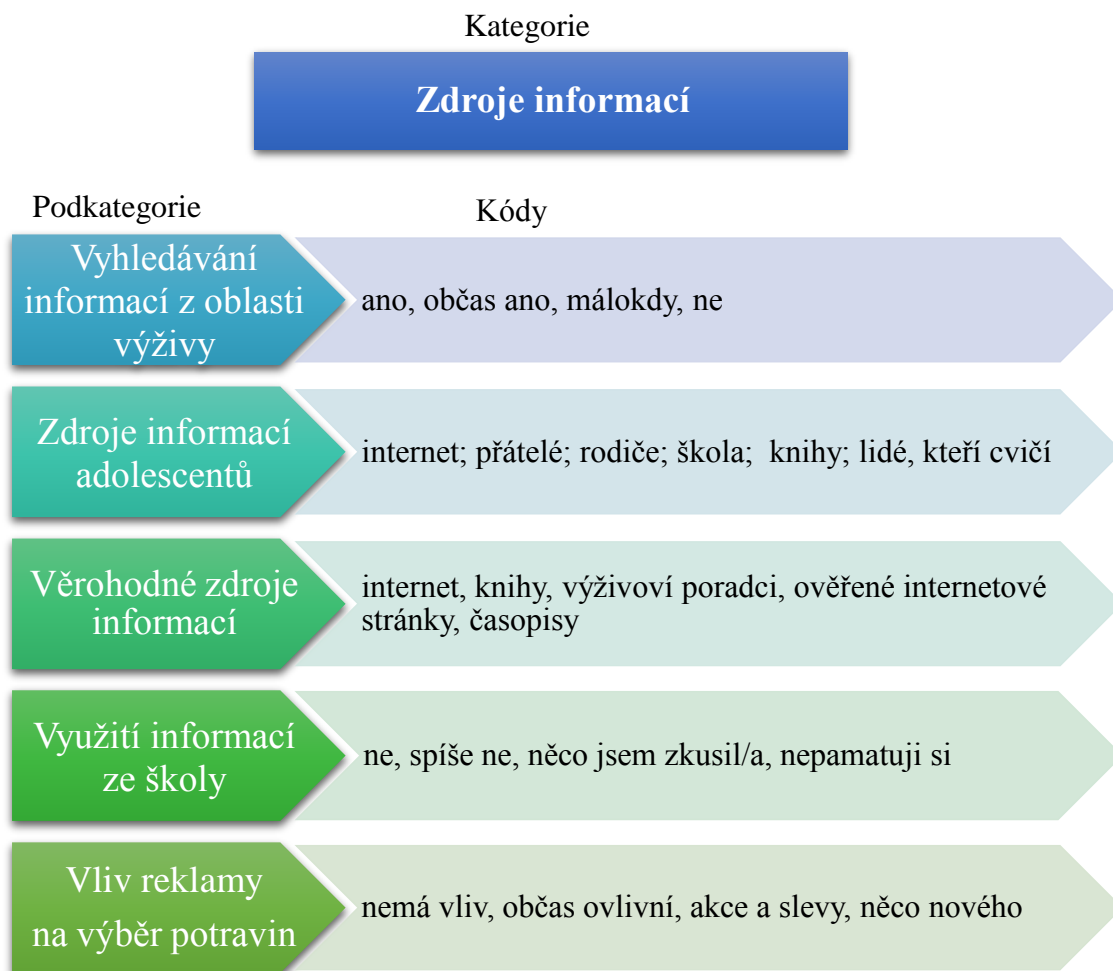 Kategorie
Zdroje informací
Podkategorie
Kódy
Vyhledávání
informací z oblasti
výživy
ano, občas ano, málokdy, ne
Zdroje informací
adolescentů
internet; přátelé; rodiče; škola;  knihy; lidé, kteří cvičí
Věrohodné zdroje
informací
internet, knihy, výživoví poradci, ověřené internetové
stránky, časopisy
Využití informací
ze školy
ne, spíše ne, něco jsem zkusil/a, nepamatuji si
Vliv reklamy
na výběr potravin
nemá vliv, občas ovlivní, akce a slevy, něco nového